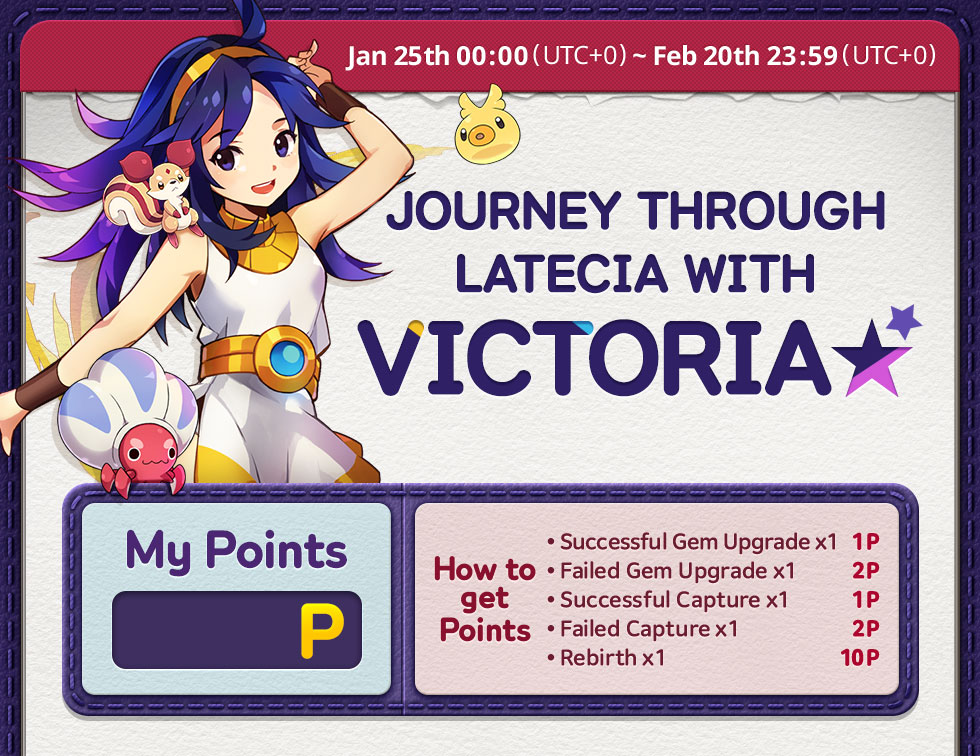 Jan 25th 00:00(UTC+0) ~ Feb 20th 23:59(UTC+0)
JOURNEY THROUGH
LATECIA WITH
VICTORIA
My Points
P
How to
get
Points
• Successful Gem Upgrade x1 1P
• Failed Gem Upgrade x1 2P
• Successful Capture x1 1P
• Failed Capture x1 2P
• Rebirth x1 10P